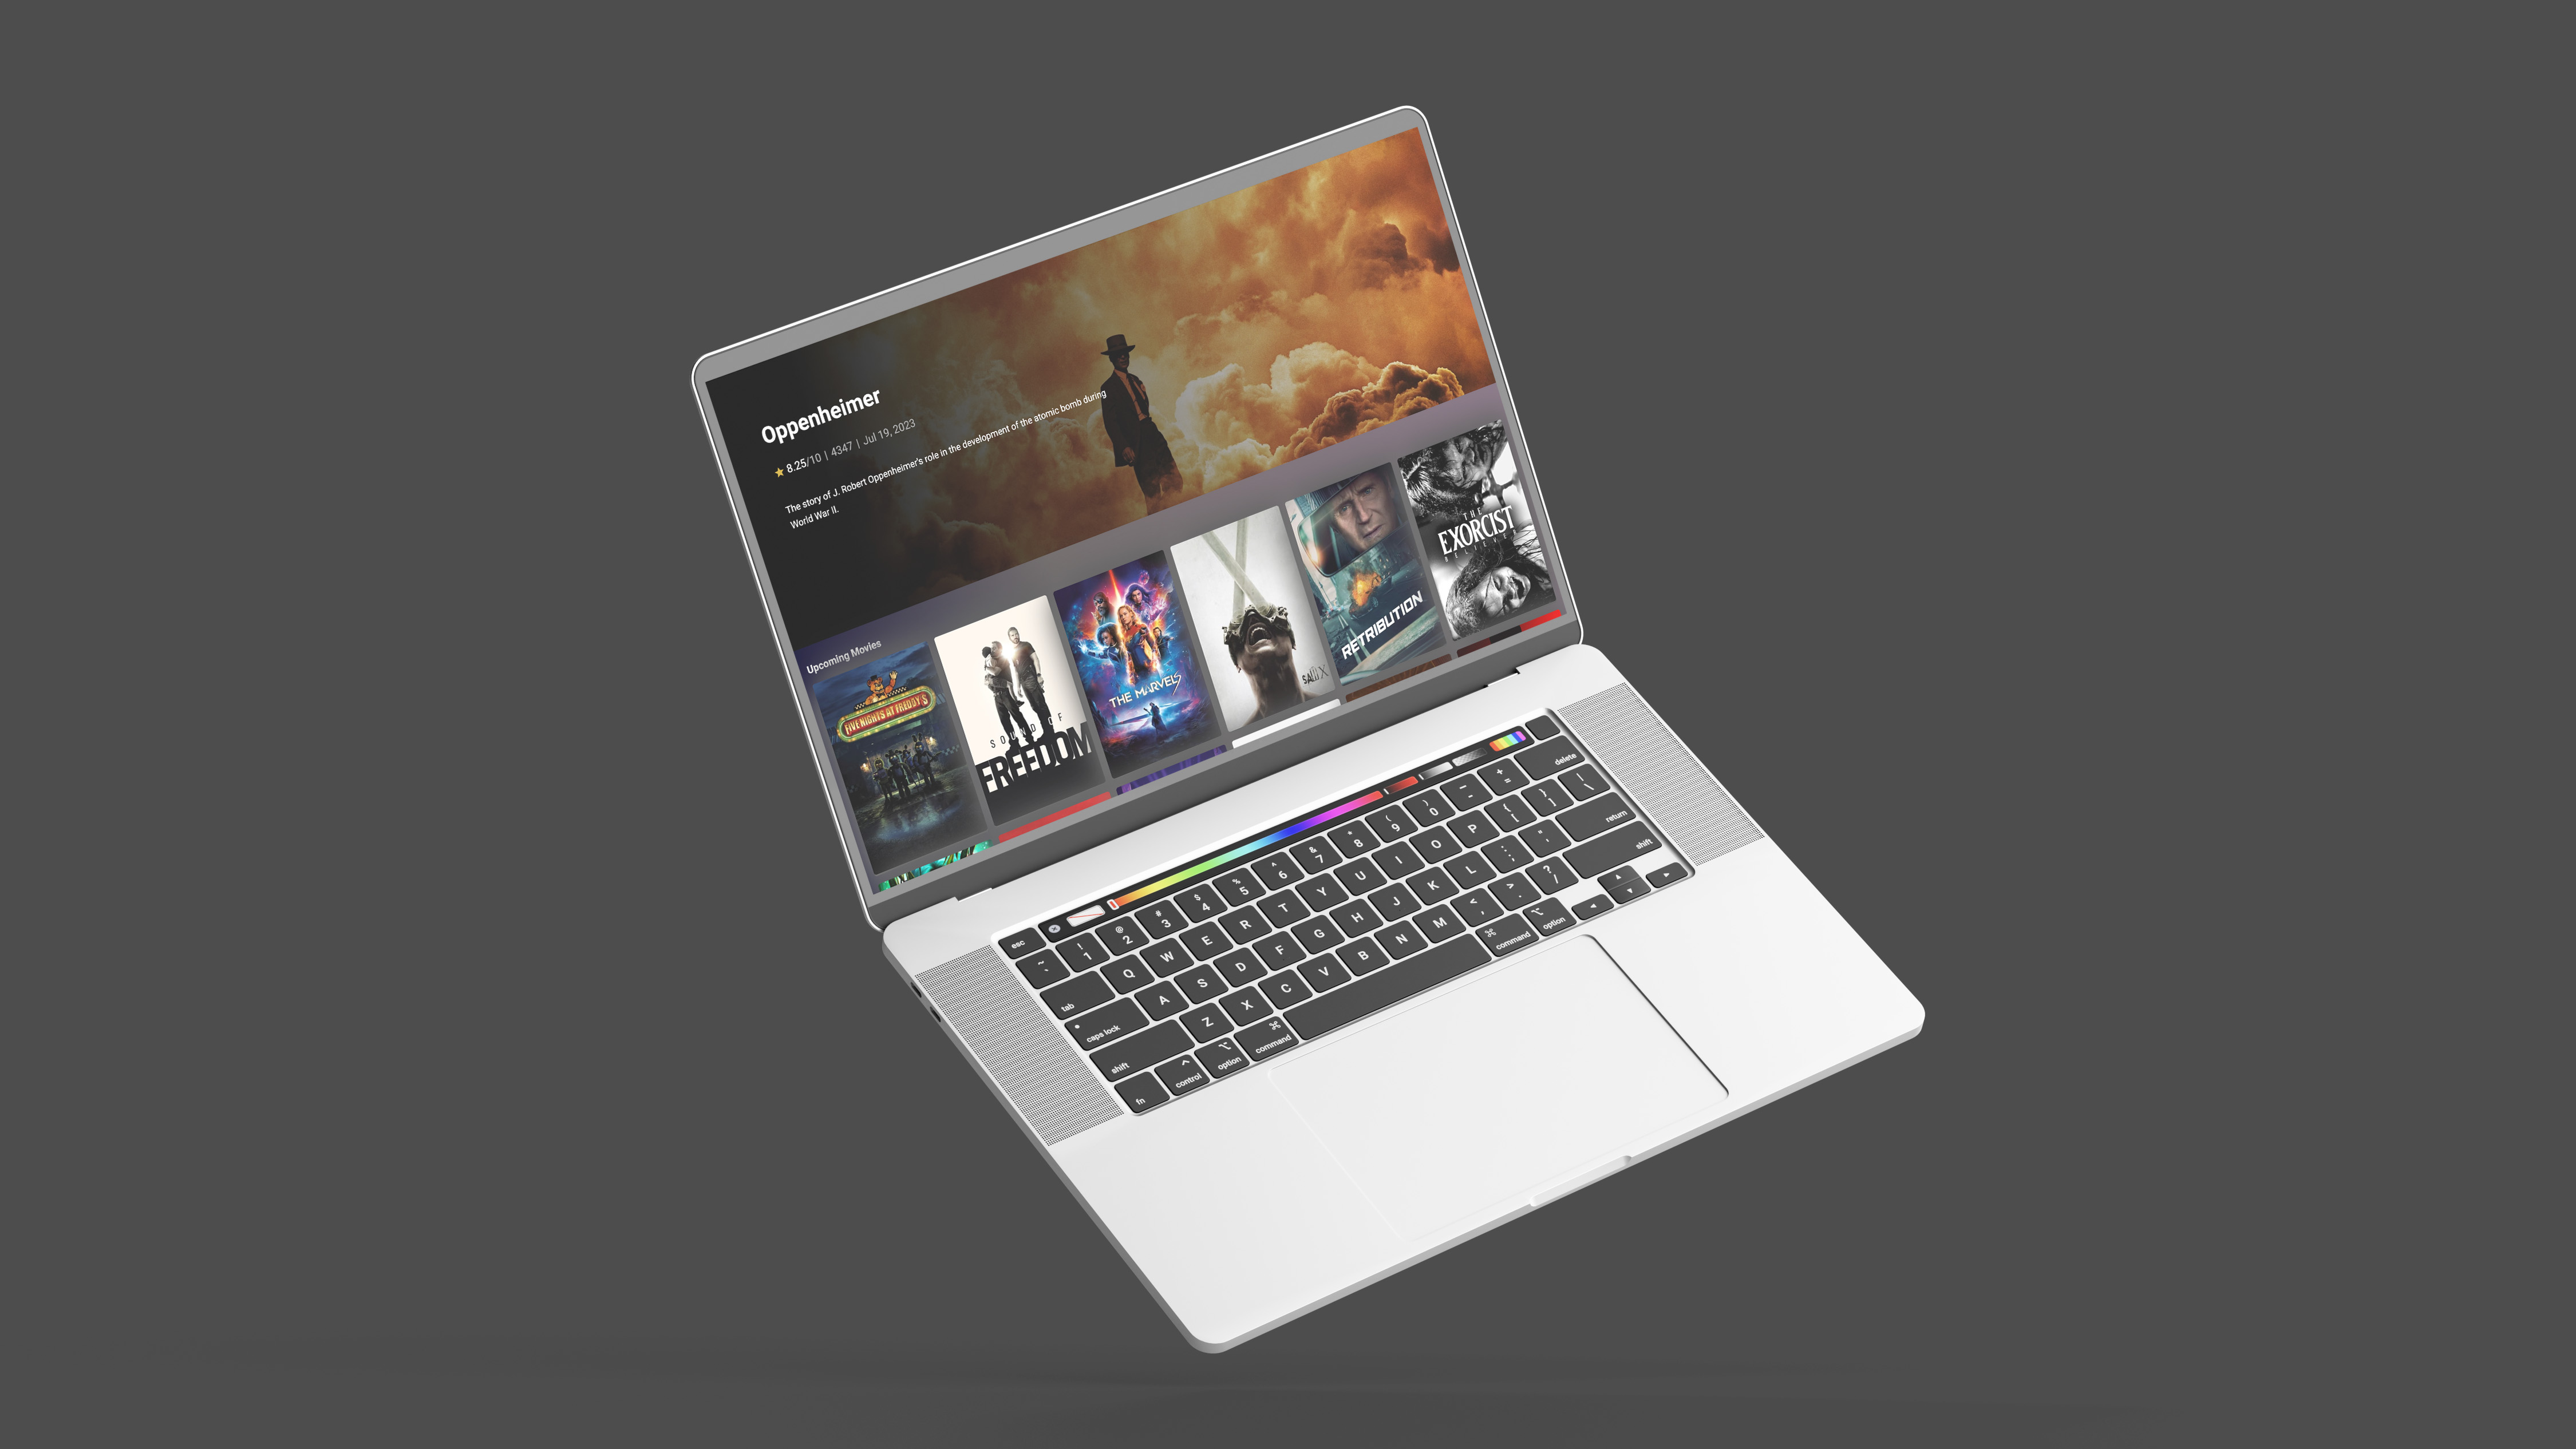 Oppenheimer
★ 8.25/10 | 4347 | Jul 19, 2023
The story of J. Robert Oppenheimer's role in the development of the atomic bomb during
World War II.
Upcoming Movies
FIVE NIGHTS AT FREDDY'S
SOUND OF
FREEDOM
THE MARVELS
SAW X
RETRIBUTION
THE
EXORCIST
BELIEVER
esc
~ ! @ # $ % ^ & * ( ) _ +
` 1 2 3 4 5 6 7 8 9 0 - = delete
tab Q W E R T Y U I O P { [ } ] | \
caps lock A S D F G H J K L : ; " ' return
shift Z X C V B N M < , > . ? / shift
fn ^ control ⌥ option ⌘ command ⌘ command ⌥ option ◀ ▲ ▼ ▶